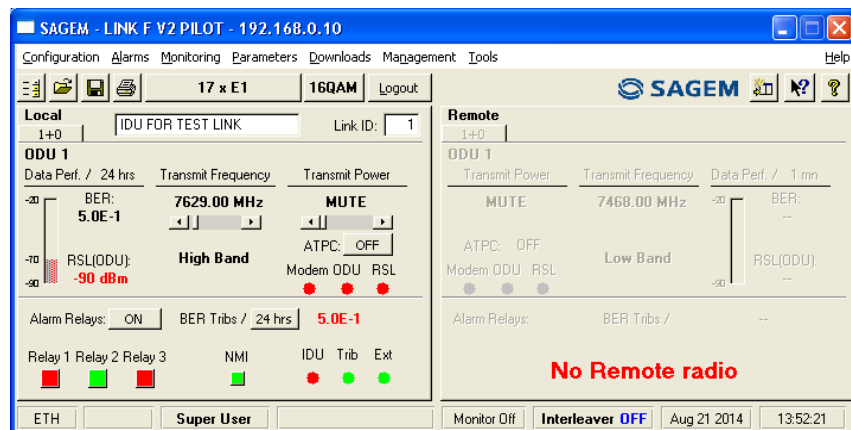 SAGEM - LINK F V2 PILOT - 192.168.0.10
Configuration Alarms Monitoring Parameters Downloads Management Tools Help
17 x E1 16QAM Logout SAGEM
Local
1+0 IDU FOR TEST LINK Link ID: 1
ODU 1
Data Perf. / 24 hrs Transmit Frequency Transmit Power
-20 BER: 7629.00 MHz MUTE
5.0E-1
ATPC: OFF
-70 RSL(ODU): High Band
-90 -90 dBm Modem ODU RSL
Alarm Relays: ON BER Tribs / 24 hrs 5.0E-1
Relay 1 Relay 2 Relay 3 NMI IDU Trib Ext
Remote
1+0
ODU 1
Transmit Power Transmit Frequency Data Perf. / 1 mn
MUTE 7468.00 MHz -20 BER:
--
ATPC: OFF
Low Band RSL(ODU):
Modem ODU RSL -90 --
Alarm Relays: BER Tribs / --
No Remote radio
ETH Super User Monitor Off Interleaver OFF Aug 21 2014 13:52:21